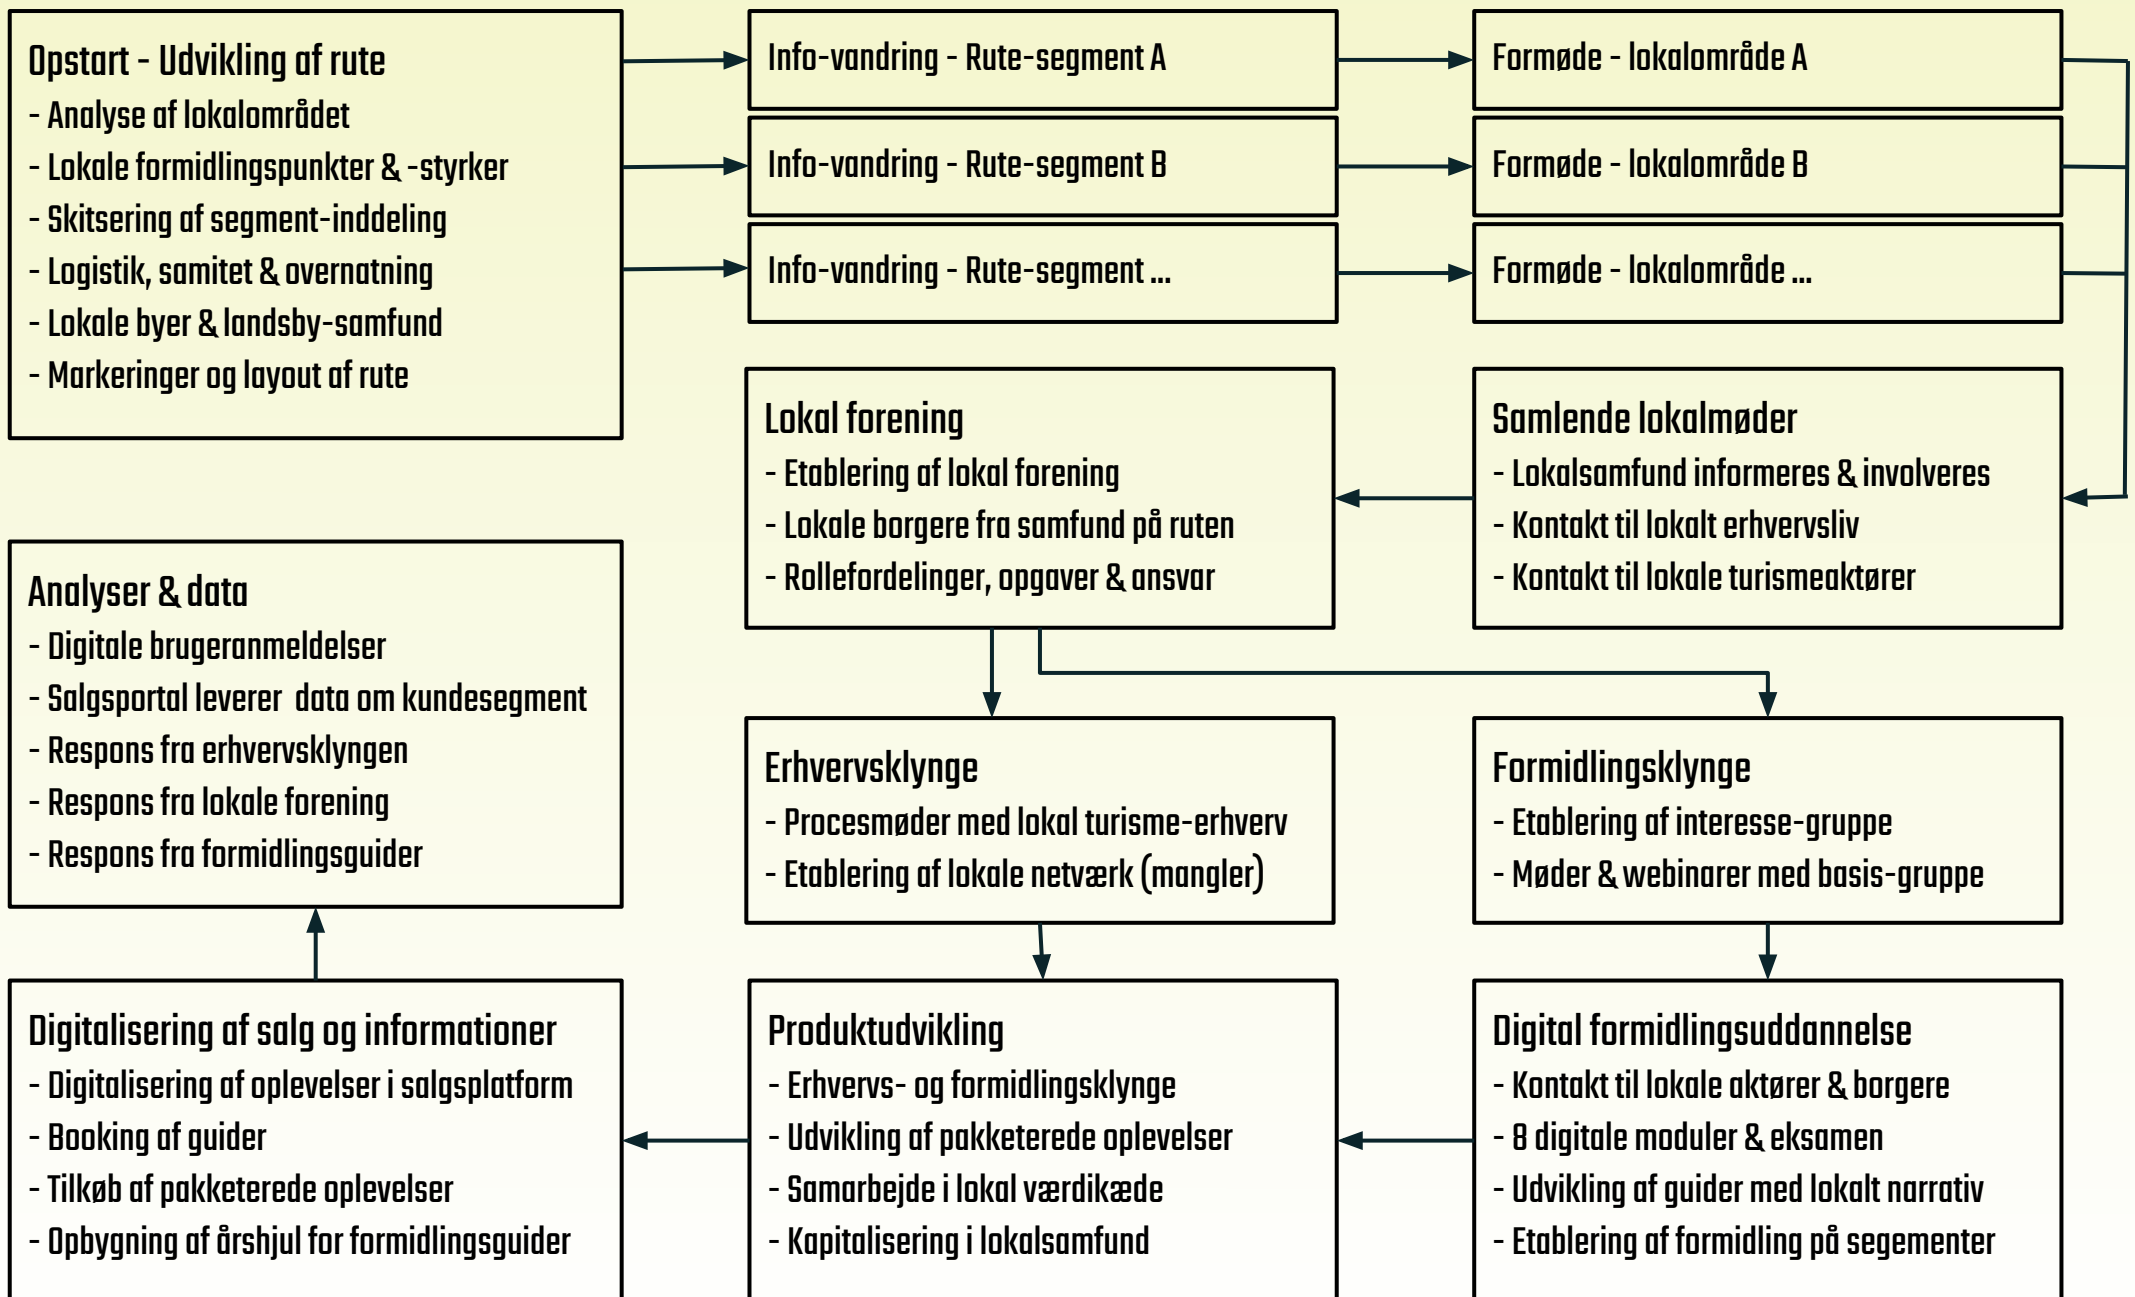 Opstart - Udvikling af rute
- Analyse af lokalområdet
- Lokale formidlingspunkter & -styrker
- Skitsering af segment-inddeling
- Logistik, samitet & overnatning
- Lokale byer & landsby-samfund
- Markeringer og layout af rute
Info-vandring - Rute-segment A
Formøde - lokalområde A
Info-vandring - Rute-segment B
Formøde - lokalområde B
Info-vandring - Rute-segment ...
Formøde - lokalområde ...
Samlende lokalmøder
- Lokalsamfund informeres & involveres
- Kontakt til lokalt erhvervsliv
- Kontakt til lokale turismeaktører
Lokal forening
- Etablering af lokal forening
- Lokale borgere fra samfund på ruten
- Rollefordelinger, opgaver & ansvar
Erhvervsklynge
- Procesmøder med lokal turisme-erhverv
- Etablering af lokale netværk (mangler)
Formidlingsklynge
- Etablering af interesse-gruppe
- Møder & webinarer med basis-gruppe
Digital formidlingsuddannelse
- Kontakt til lokale aktører & borgere
- 8 digitale moduler & eksamen
- Udvikling af guider med lokalt narrativ
- Etablering af formidling på segementer
Produktudvikling
- Erhvervs- og formidlingsklynge
- Udvikling af pakketerede oplevelser
- Samarbejde i lokal værdikæde
- Kapitalisering i lokalsamfund
Digitalisering af salg og informationer
- Digitalisering af oplevelser i salgsplatform
- Booking af guider
- Tilkøb af pakketerede oplevelser
- Opbygning af årshjul for formidlingsguider
Analyser & data
- Digitale brugeranmeldelser
- Salgsportal leverer  data om kundesegment
- Respons fra erhvervsklyngen
- Respons fra lokale forening
- Respons fra formidlingsguider